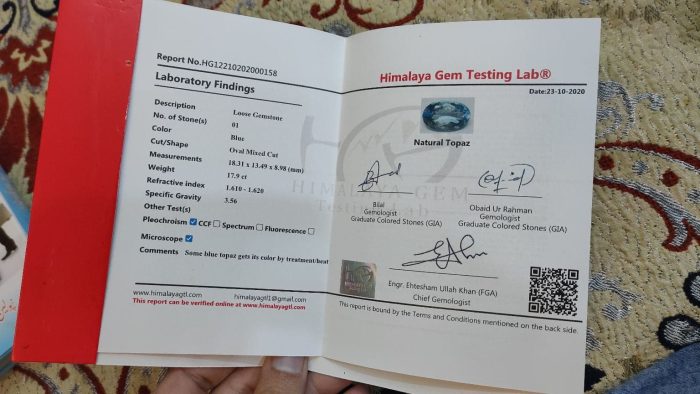 Report No.HG12210202000158
Laboratory Findings
Description Loose Gemstone
No. of Stone(s) 01
Color Blue
Cut/Shape Oval Mixed Cut
Measurements 18.31 x 13.49 x 8.98 (mm)
Weight 17.9 ct
Refractive index 1.610 - 1.620
Specific Gravity 3.56
Other Test(s)
Pleochroism CCF Spectrum Fluorescence
Microscope
Comments Some blue topaz gets its color by treatment/heat
www.himalayagtl.com himalayagtl1@gmail.com
This report can be verified online at www.himalayagtl.com
Himalaya Gem Testing Lab®
Date:23-10-2020
Natural Topaz
HIMALAYA GEM
Testing Lab
Bilal
Gemologist
Graduate Colored Stones (GIA)
Obaid Ur Rahman
Gemologist
Graduate Colored Stones (GIA)
Engr. Ehtesham Ullah Khan (FGA)
Chief Gemologist
This report is bound by the Terms and Conditions mentioned on the back side.